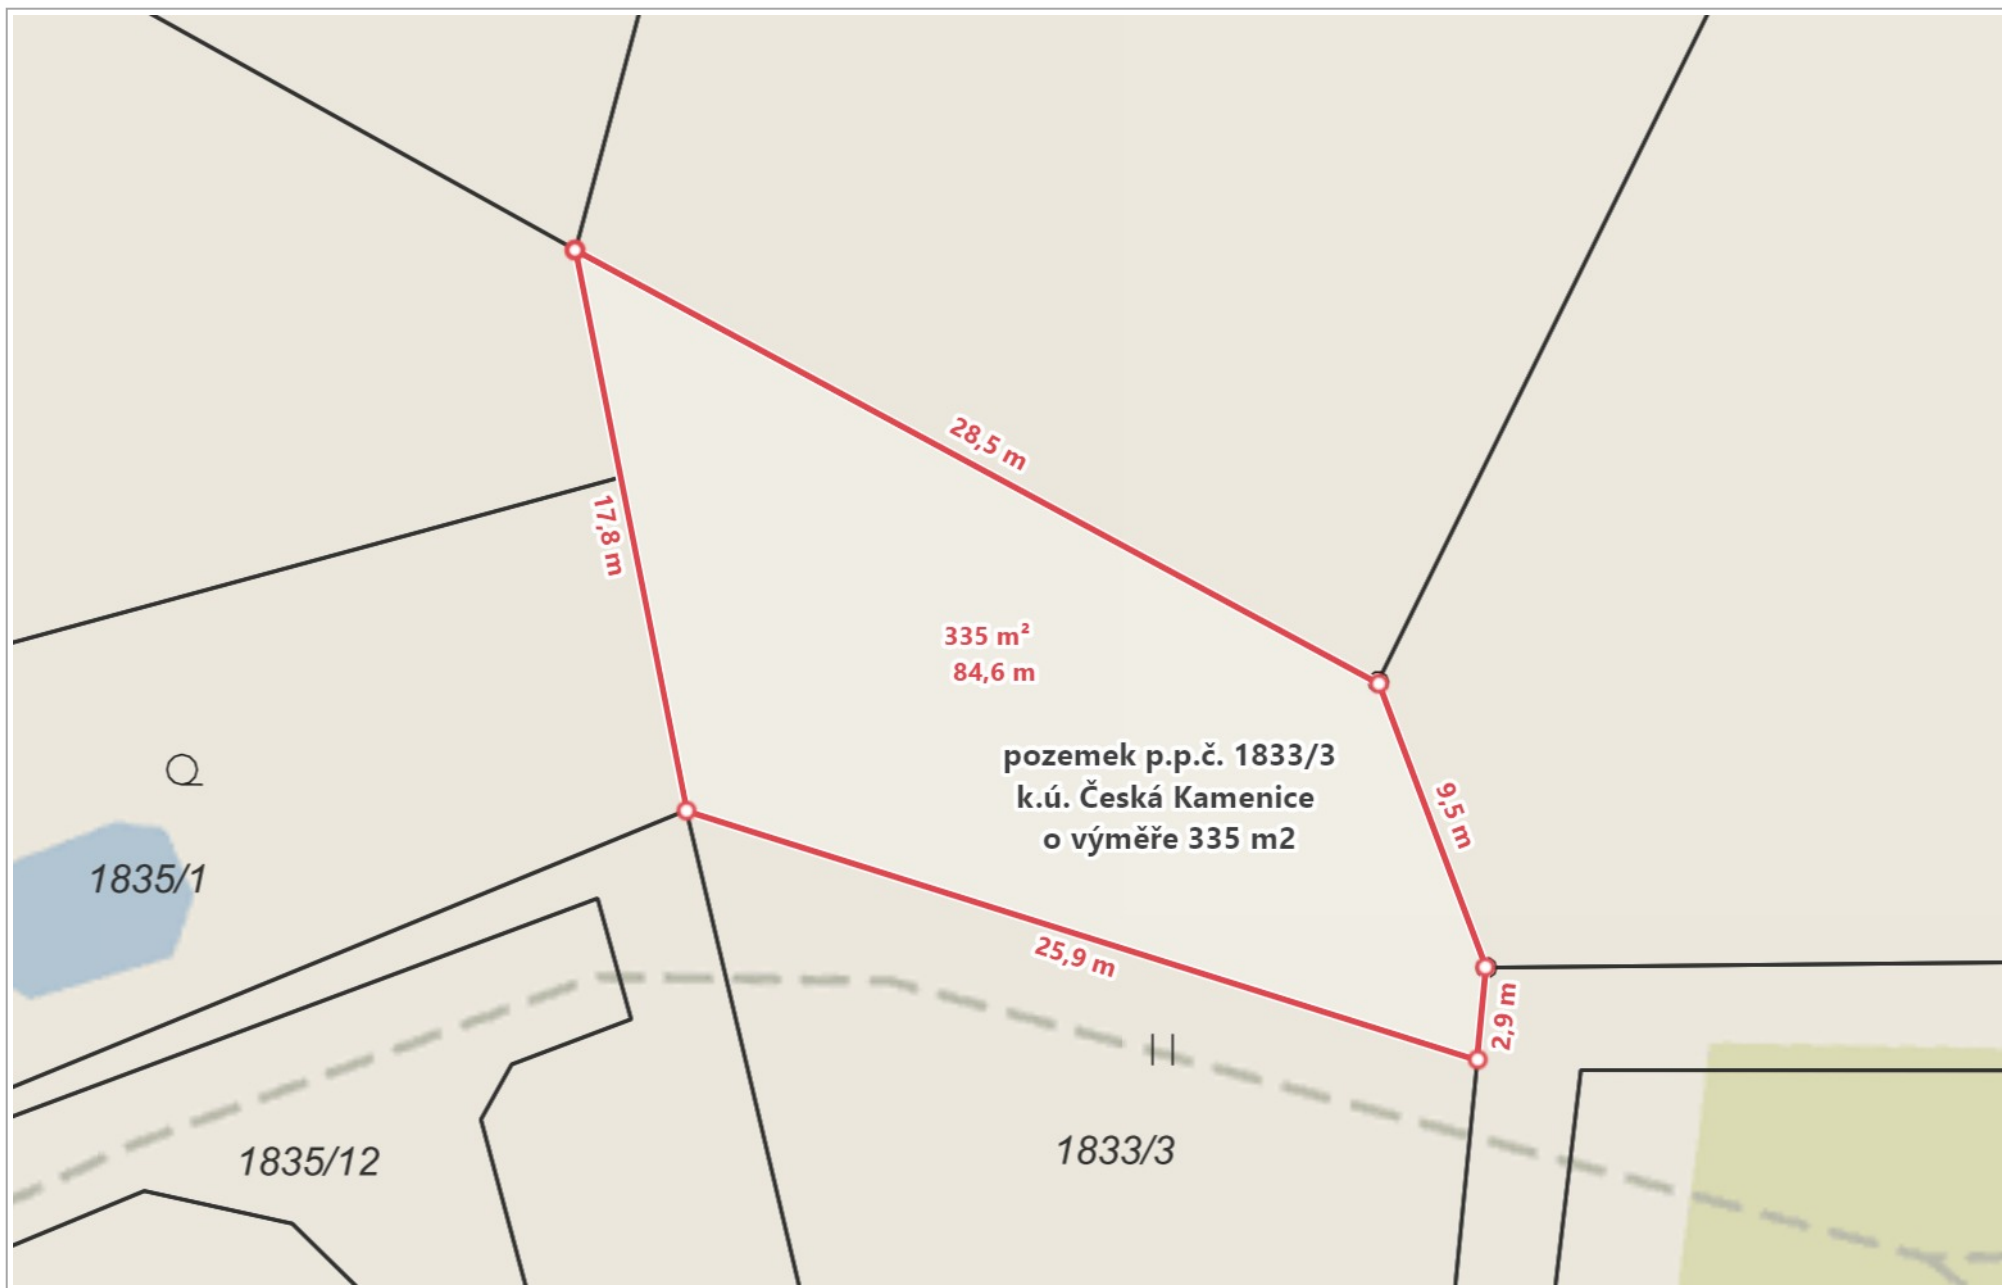 28,5 m
17,8 m
335 m²
84,6 m
pozemek p.p.č. 1833/3
k.ú. Česká Kamenice
o výměře 335 m2
9,5 m
1835/1
25,9 m
2,9 m
1835/12
1833/3